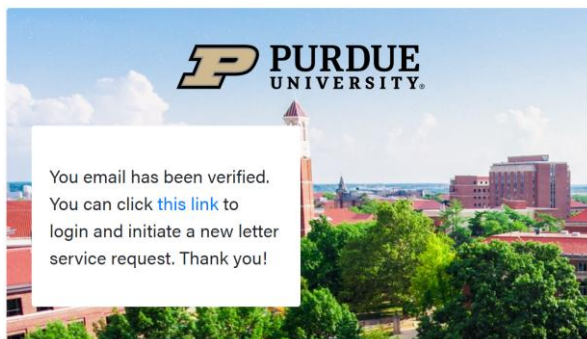 PURDUE
UNIVERSITY®
You email has been verified.
You can click this link to
login and initiate a new letter
service request. Thank you!